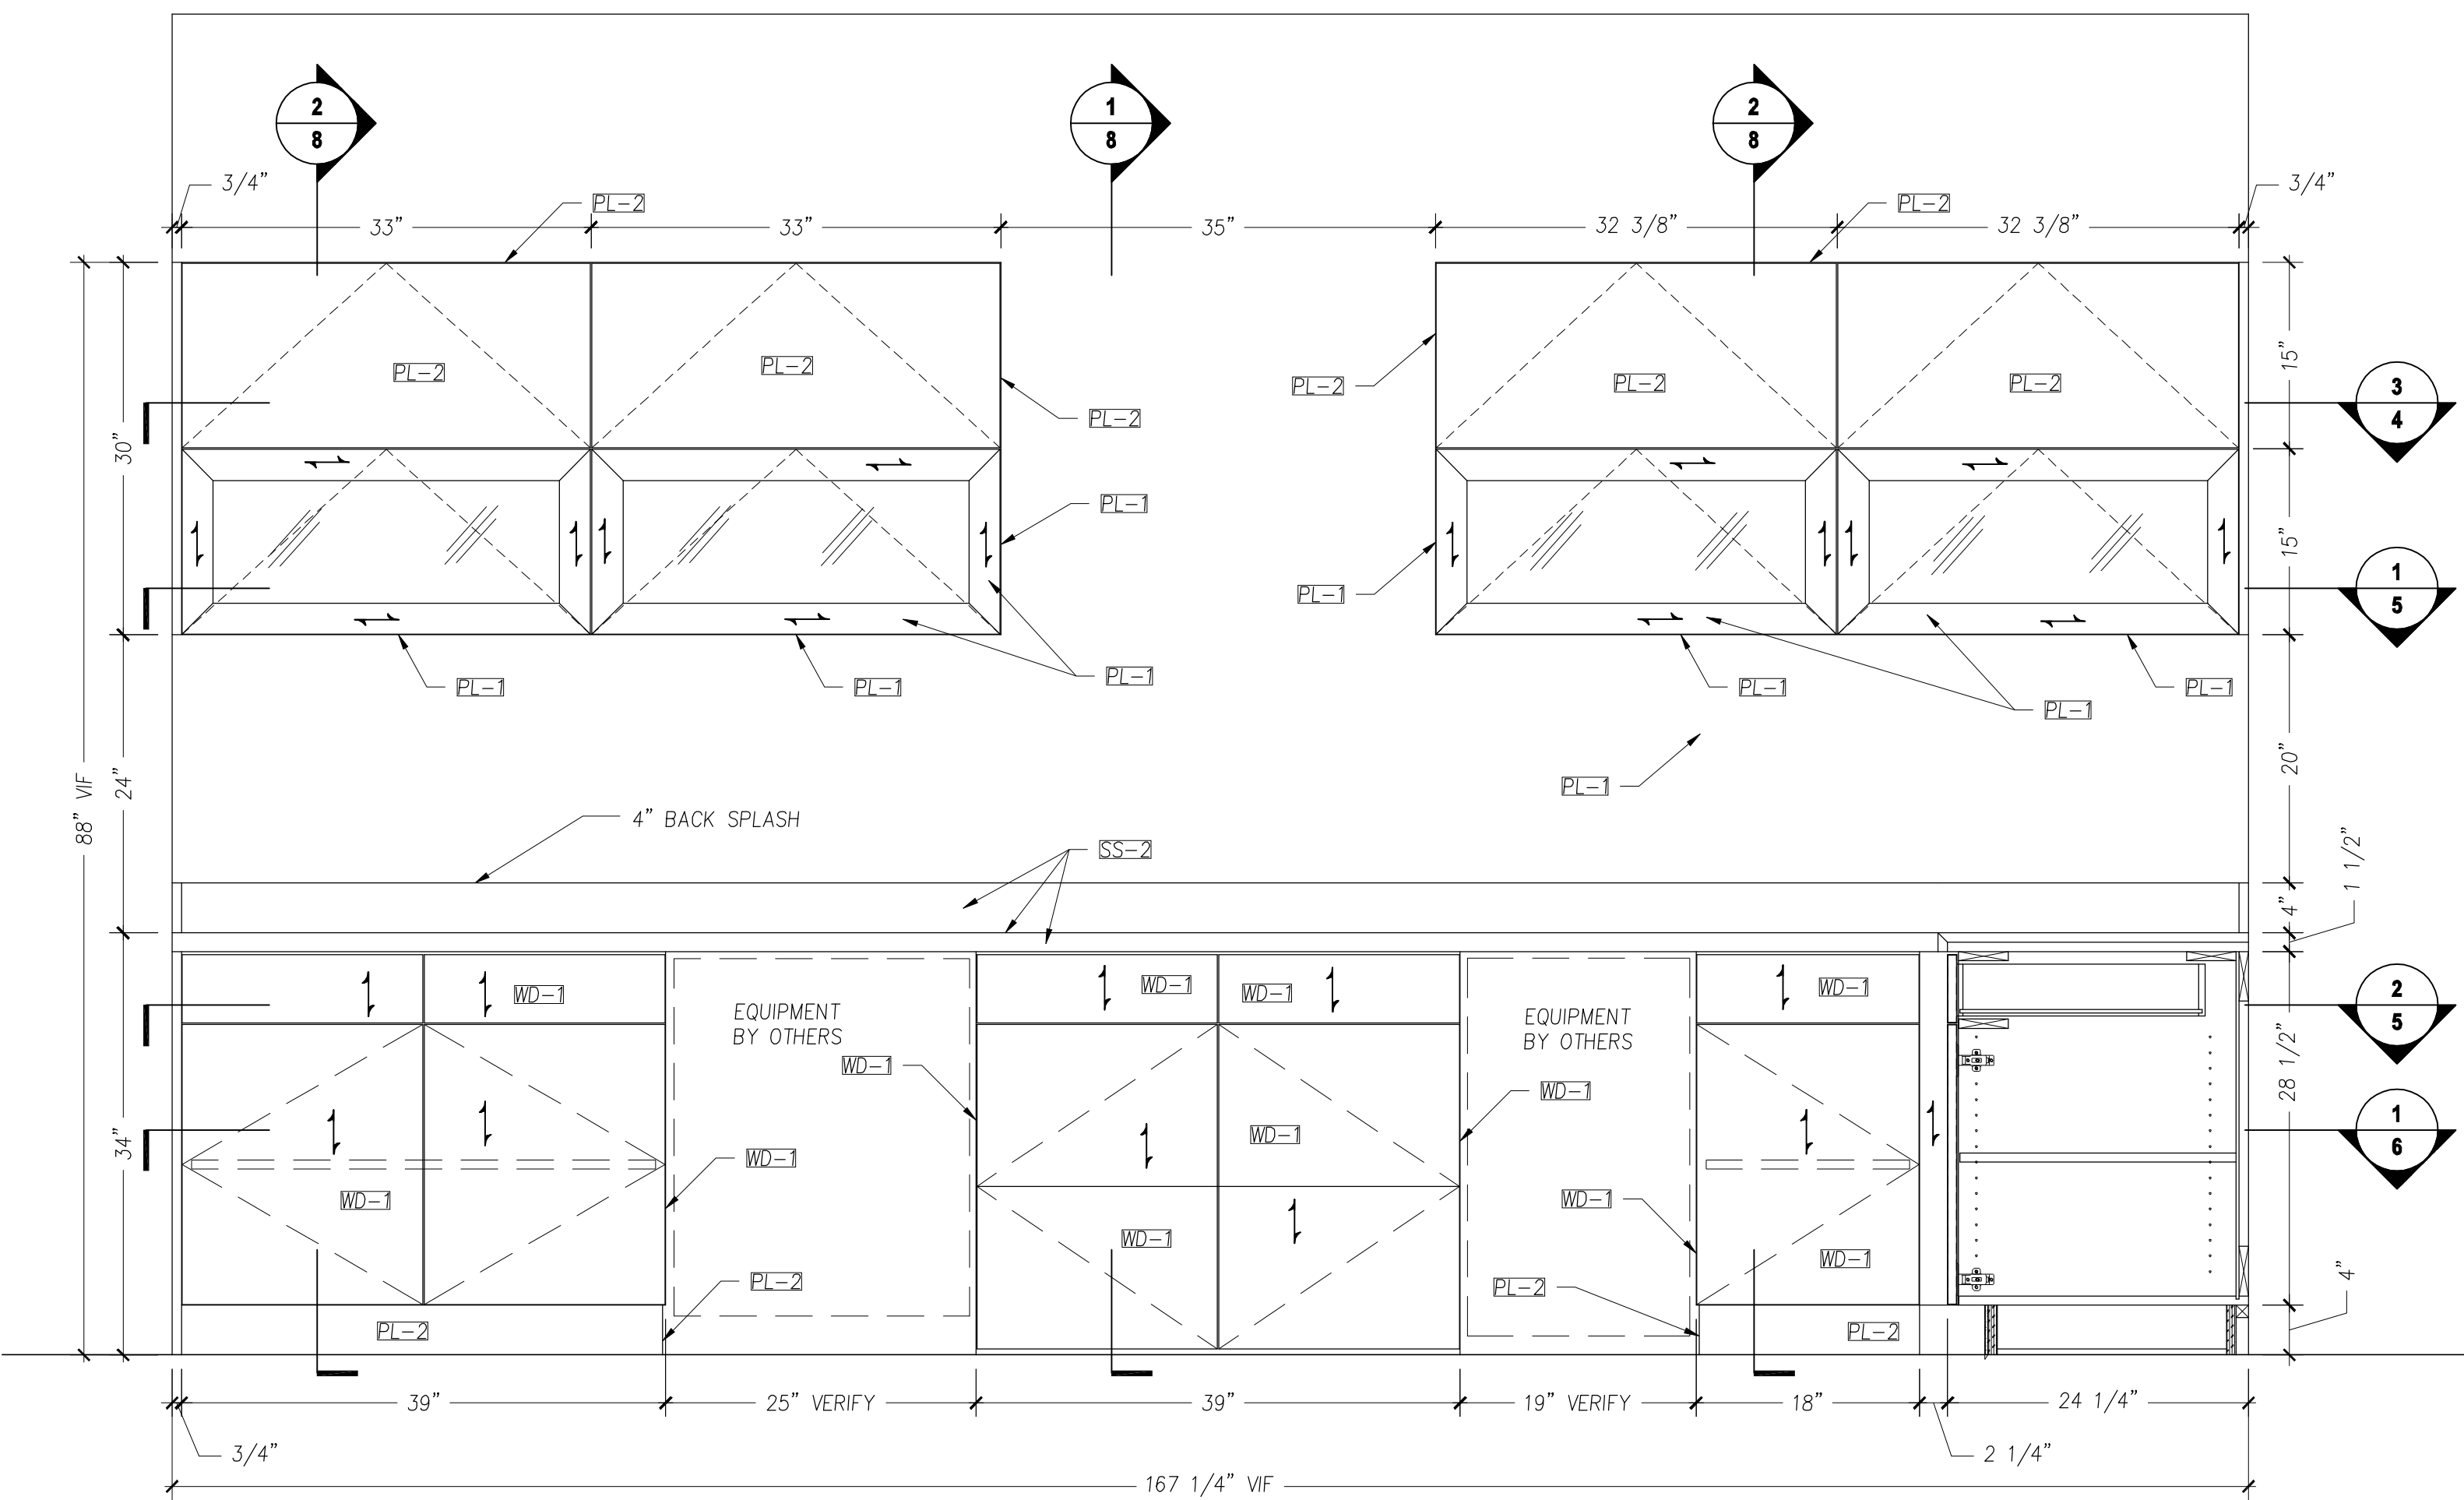 2
8
1
8
2
8
3/4"
PL-2
PL-2
3/4"
33"
33"
35"
32 3/8"
32 3/8"
PL-2
PL-2
PL-2
PL-2
PL-2
PL-2
15"
3
4
30"
PL-1
PL-1
15"
1
5
PL-1
PL-1
PL-1
PL-1
PL-1
PL-1
20"
88" VIF
24"
PL-1
4" BACK SPLASH
SS-2
1 1/2"
4"
WD-1
EQUIPMENT
BY OTHERS
WD-1
WD-1
EQUIPMENT
BY OTHERS
WD-1
2
5
28 1/2"
WD-1
WD-1
34"
WD-1
WD-1
1
6
WD-1
WD-1
WD-1
WD-1
PL-2
PL-2
4"
PL-2
PL-2
39"
25" VERIFY
39"
19" VERIFY
18"
24 1/4"
3/4"
2 1/4"
167 1/4" VIF